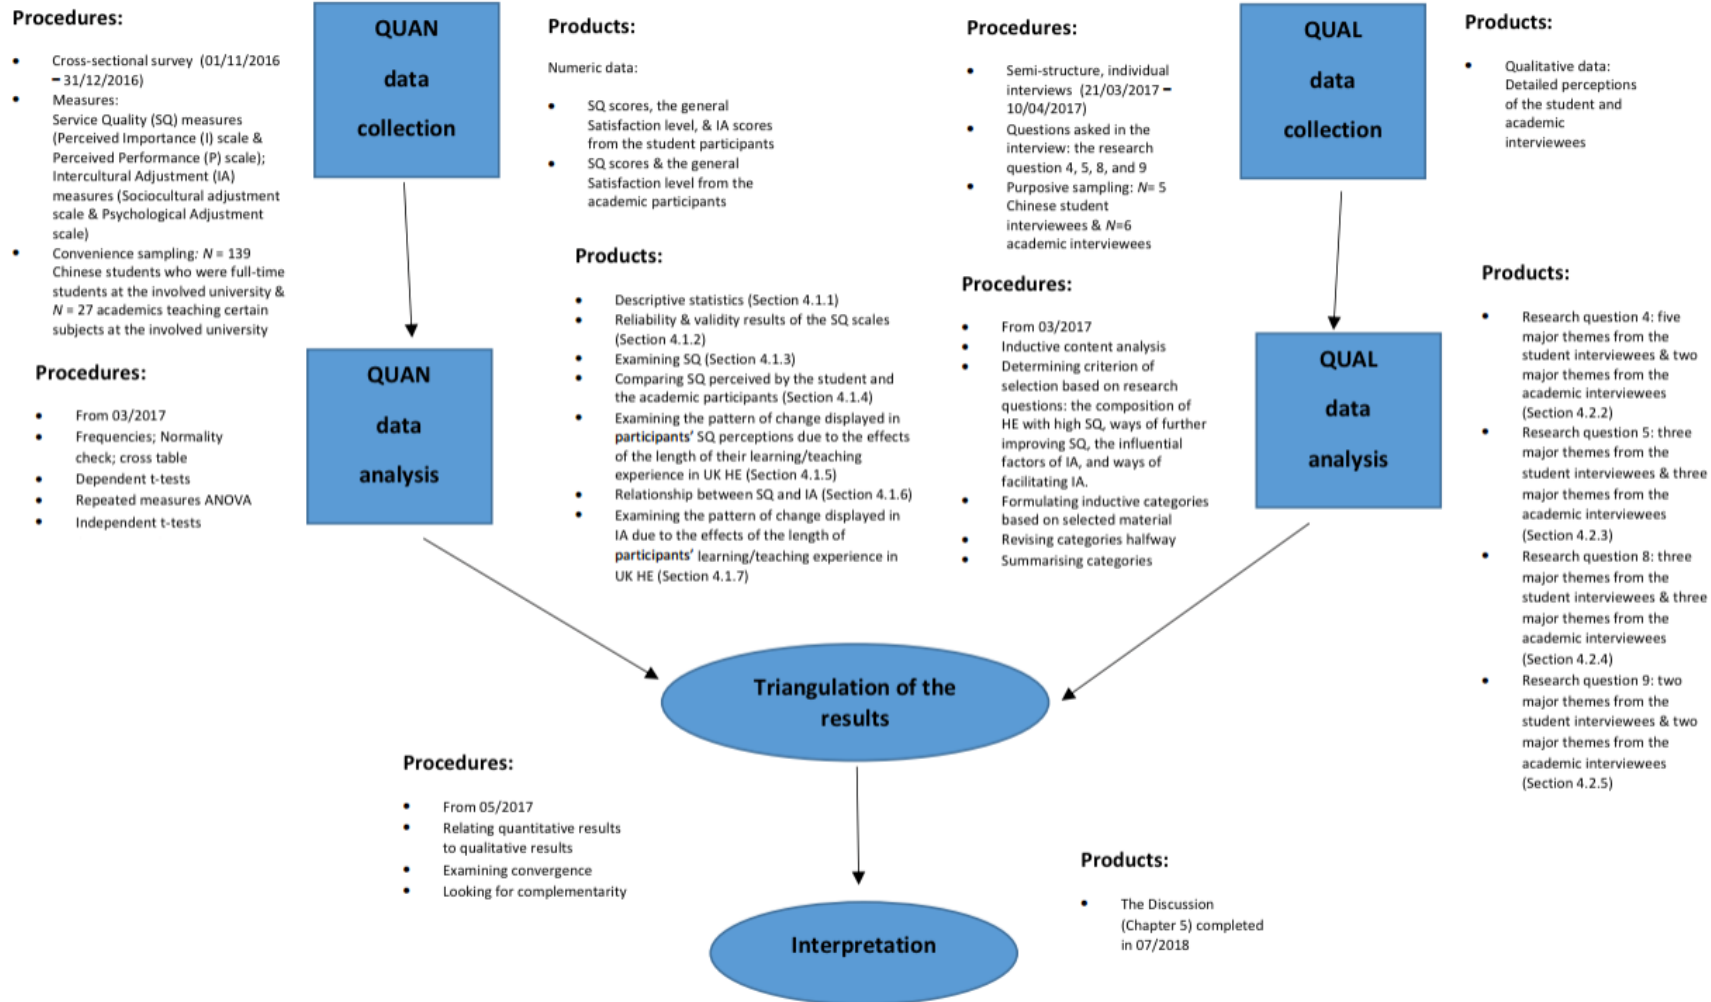 Procedures:
• Cross-sectional survey (01/11/2016
– 31/12/2016)
• Measures:
Service Quality (SQ) measures
(Perceived Importance (I) scale &
Perceived Performance (P) scale);
Intercultural Adjustment (IA)
measures (Sociocultural adjustment
scale & Psychological Adjustment
scale)
• Convenience sampling: N = 139
Chinese students who were full-time
students at the involved university &
N = 27 academics teaching certain
subjects at the involved university
QUAN
data
collection
Products:
Numeric data:
• SQ scores, the general
Satisfaction level, & IA scores
from the student participants
• SQ scores & the general
Satisfaction level from the
academic participants
Procedures:
• From 03/2017
• Frequencies; Normality
check; cross table
• Dependent t-tests
• Repeated measures ANOVA
• Independent t-tests
QUAN
data
analysis
Products:
• Descriptive statistics (Section 4.1.1)
• Reliability & validity results of the SQ scales
(Section 4.1.2)
• Examining SQ (Section 4.1.3)
• Comparing SQ perceived by the student and
the academic participants (Section 4.1.4)
• Examining the pattern of change displayed in
participants’ SQ perceptions due to the effects
of the length of their learning/teaching
experience in UK HE (Section 4.1.5)
• Relationship between SQ and IA (Section 4.1.6)
• Examining the pattern of change displayed in
IA due to the effects of the length of
participants’ learning/teaching experience in
UK HE (Section 4.1.7)
Procedures:
• Semi-structure, individual
interviews (21/03/2017 –
10/04/2017)
• Questions asked in the
interview: the research
question 4, 5, 8, and 9
• Purposive sampling: N= 5
Chinese student
interviewees & N=6
academic interviewees
QUAL
data
collection
Products:
• Qualitative data:
Detailed perceptions
of the student and
academic
interviewees
Procedures:
• From 03/2017
• Inductive content analysis
• Determining criterion of
selection based on research
questions: the composition of
HE with high SQ, ways of further
improving SQ, the influential
factors of IA, and ways of
facilitating IA.
• Formulating inductive categories
based on selected material
• Revising categories halfway
• Summarising categories
QUAL
data
analysis
Products:
• Research question 4: five
major themes from the
student interviewees & two
major themes from the
academic interviewees
(Section 4.2.2)
• Research question 5: three
major themes from the
student interviewees & three
major themes from the
academic interviewees
(Section 4.2.3)
• Research question 8: three
major themes from the
student interviewees & three
major themes from the
academic interviewees
(Section 4.2.4)
• Research question 9: two
major themes from the
student interviewees & two
major themes from the
academic interviewees
(Section 4.2.5)
Triangulation of the
results
Procedures:
• From 05/2017
• Relating quantitative results
to qualitative results
• Examining convergence
• Looking for complementarity
Interpretation
Products:
• The Discussion
(Chapter 5) completed
in 07/2018